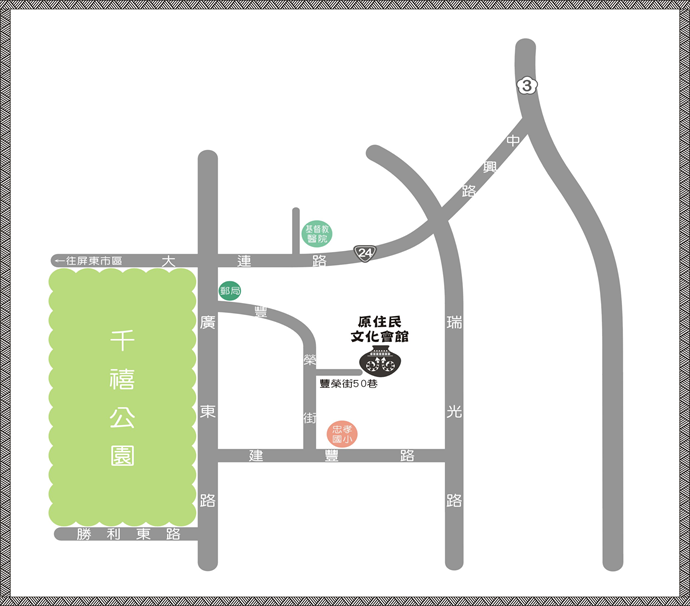 3
中興路
基督教
醫院
24
←往屏東市區
大連路
郵局
豐榮街
廣東路
瑞光路
原住民
文化會館
千禧公園
豐榮街50巷
忠孝
國小
建豐路
勝利東路